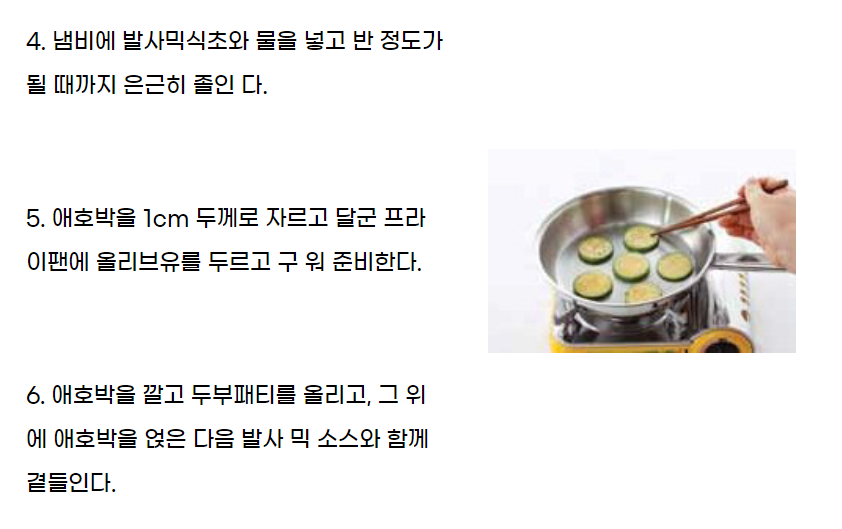 4. 냄비에 발사믹식초와 물을 넣고 반 정도가
될 때까지 은근히 졸인 다.
5. 애호박을 1cm 두께로 자르고 달군 프라
이팬에 올리브유를 두르고 구 워 준비한다.
6. 애호박을 깔고 두부패티를 올리고, 그 위
에 애호박을 얹은 다음 발사 믹 소스와 함께
곁들인다.